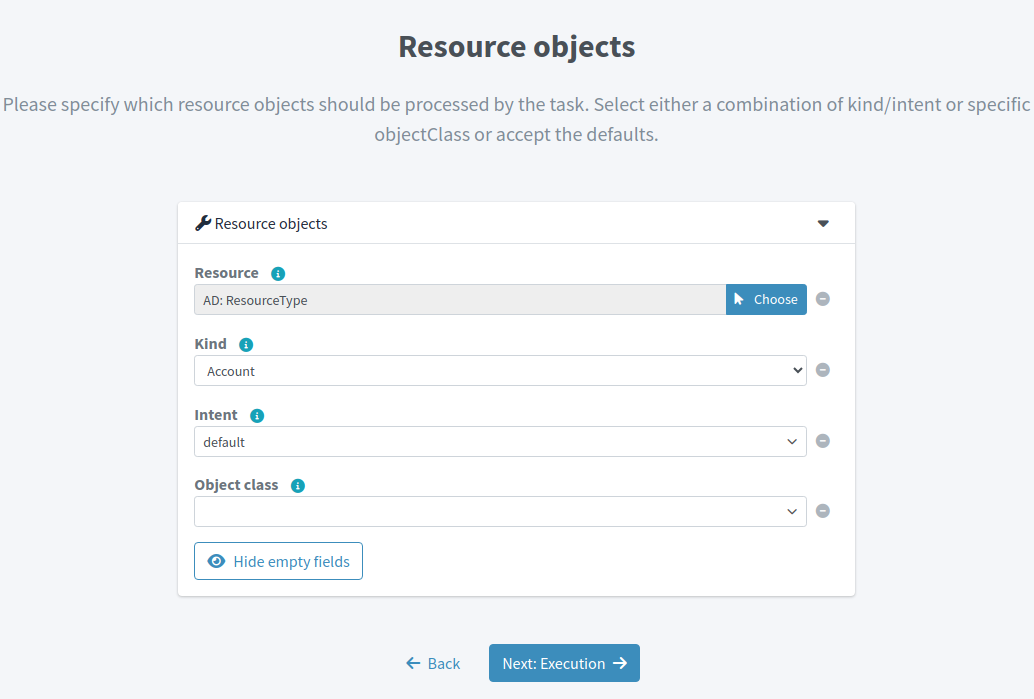 Resource objects
Please specify which resource objects should be processed by the task. Select either a combination of kind/intent or specific
objectClass or accept the defaults.
Resource objects
Resource
AD: ResourceType
Choose
Kind
Account
Intent
default
Object class
Hide empty fields
Back
Next: Execution